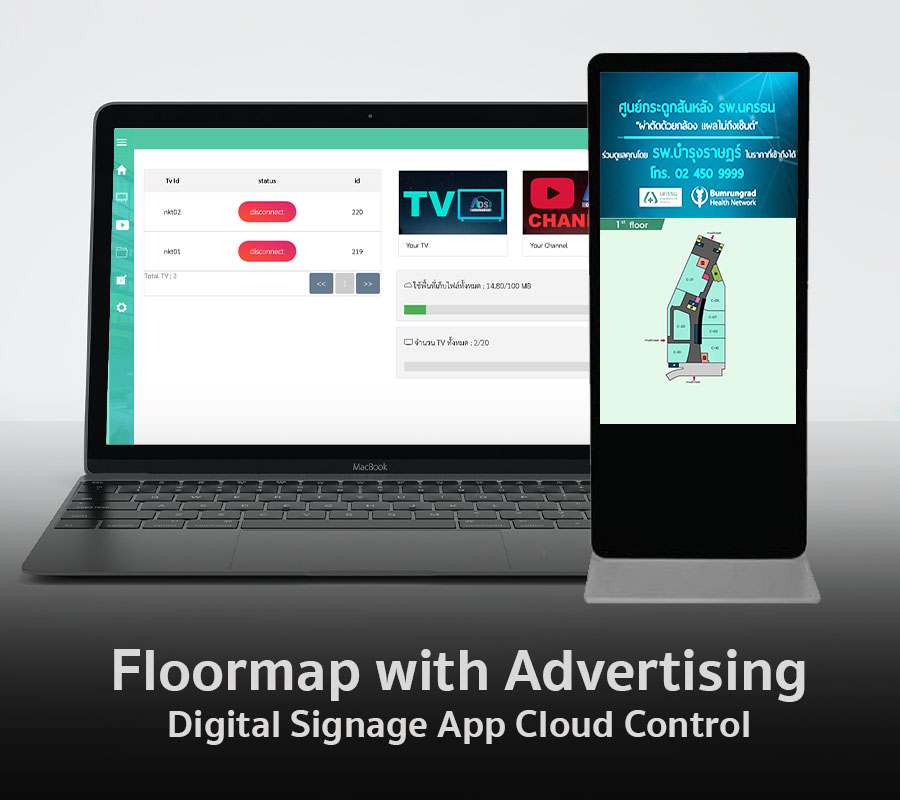 Tv Id status id
nkt02 disconnect 220
nkt01 disconnect 219
Total TV : 2
<< 1 >>
TV ADS
Your TV
CHAN
Your Channel
ใช้พื้นที่เก็บไฟล์ทั้งหมด : 14.80/100 MB
จำนวน TV ทั้งหมด : 2/20
MacBook
ศูนย์กระดูกสันหลัง รพ.นครธน
"ผ่าตัดด้วยกล้อง แผลไม่ถึงเซ็นต์"
ร่วมดูแลคุณโดย รพ.บำรุงราษฎร์ ในราคาที่เข้าถึงได้
โทร. 02 450 9999
นครธน
Bumrungrad
Health Network
1st floor
Floormap with Advertising
Digital Signage App Cloud Control